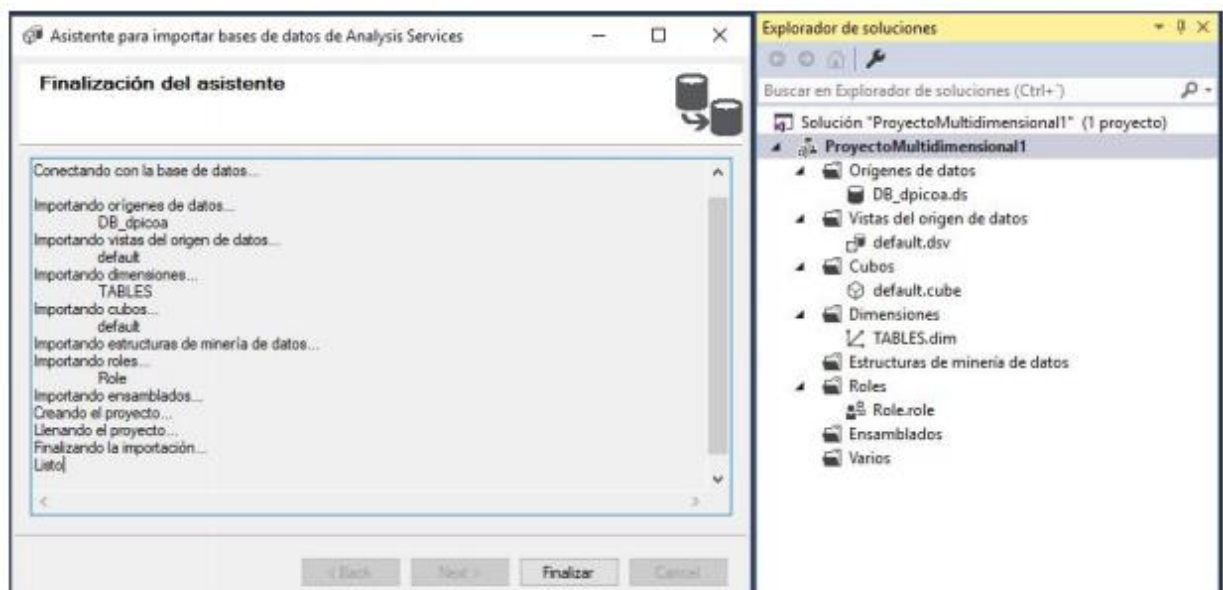 Asistente para importar bases de datos de Analysis Services
Finalización del asistente
Conectando con la base de datos...
Importando orígenes de datos...
DB_dpicoa
Importando vistas del origen de datos...
default
Importando dimensiones...
TABLES
Importando cubos...
default
Importando estructuras de minería de datos...
Importando roles...
Role
Importando ensamblados...
Creando el proyecto...
Llenando el proyecto...
Finalizando la importación...
Listo
< Back
Next >
Finalizar
Cancel
Explorador de soluciones
Buscar en Explorador de soluciones (Ctrl+´)
Solución "ProyectoMultidimensional1" (1 proyecto)
ProyectoMultidimensional1
Orígenes de datos
DB_dpicoa.ds
Vistas del origen de datos
default.dsv
Cubos
default.cube
Dimensiones
TABLES.dim
Estructuras de minería de datos
Roles
Role.role
Ensamblados
Varios